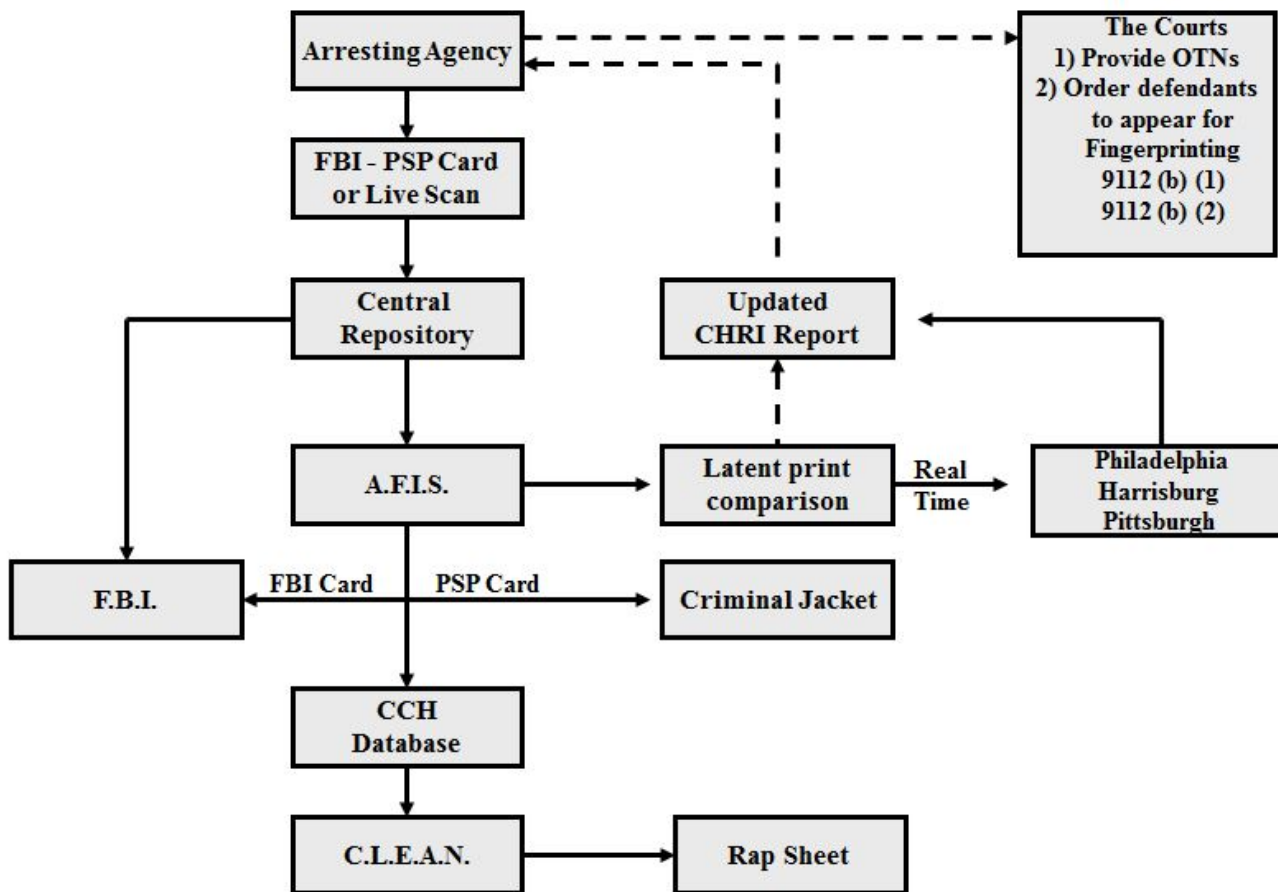 Arresting Agency
The Courts
1) Provide OTNs
2) Order defendants
to appear for
Fingerprinting
9112 (b) (1)
9112 (b) (2)
FBI - PSP Card
or Live Scan
Central
Repository
Updated
CHRI Report
A.F.I.S.
Latent print
comparison
Real
Time
Philadelphia
Harrisburg
Pittsburgh
F.B.I.
FBI Card
PSP Card
Criminal Jacket
CCH
Database
C.L.E.A.N.
Rap Sheet